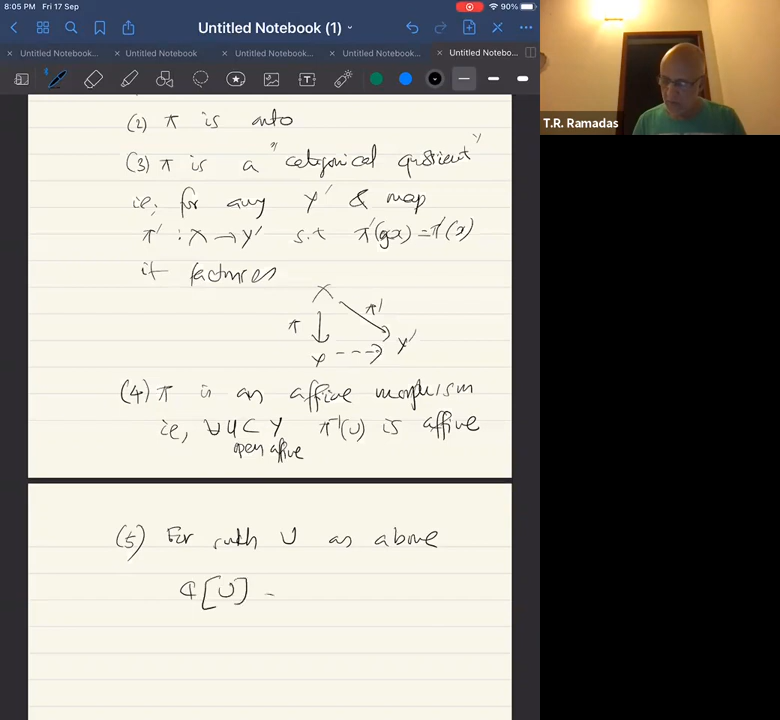 8:05 PM Fri 17 Sep
90%
Untitled Notebook (1)
Untitled Notebook...
Untitled Notebook
Untitled Notebook...
Untitled Notebook...
Untitled Notebo...
T.R. Ramadas
(2) π is onto
(3) π is a "categorical quotient"
ie, for any Y' & map
π' : X → Y' s.t π'(gx) = π'(x)
it factures
X
π π'
Y Y'
(4) π is an affine morphism
ie, ∀ U ⊂ Y π⁻¹(U) is affine
open affine
(5) For such U as above
ℂ[U] =